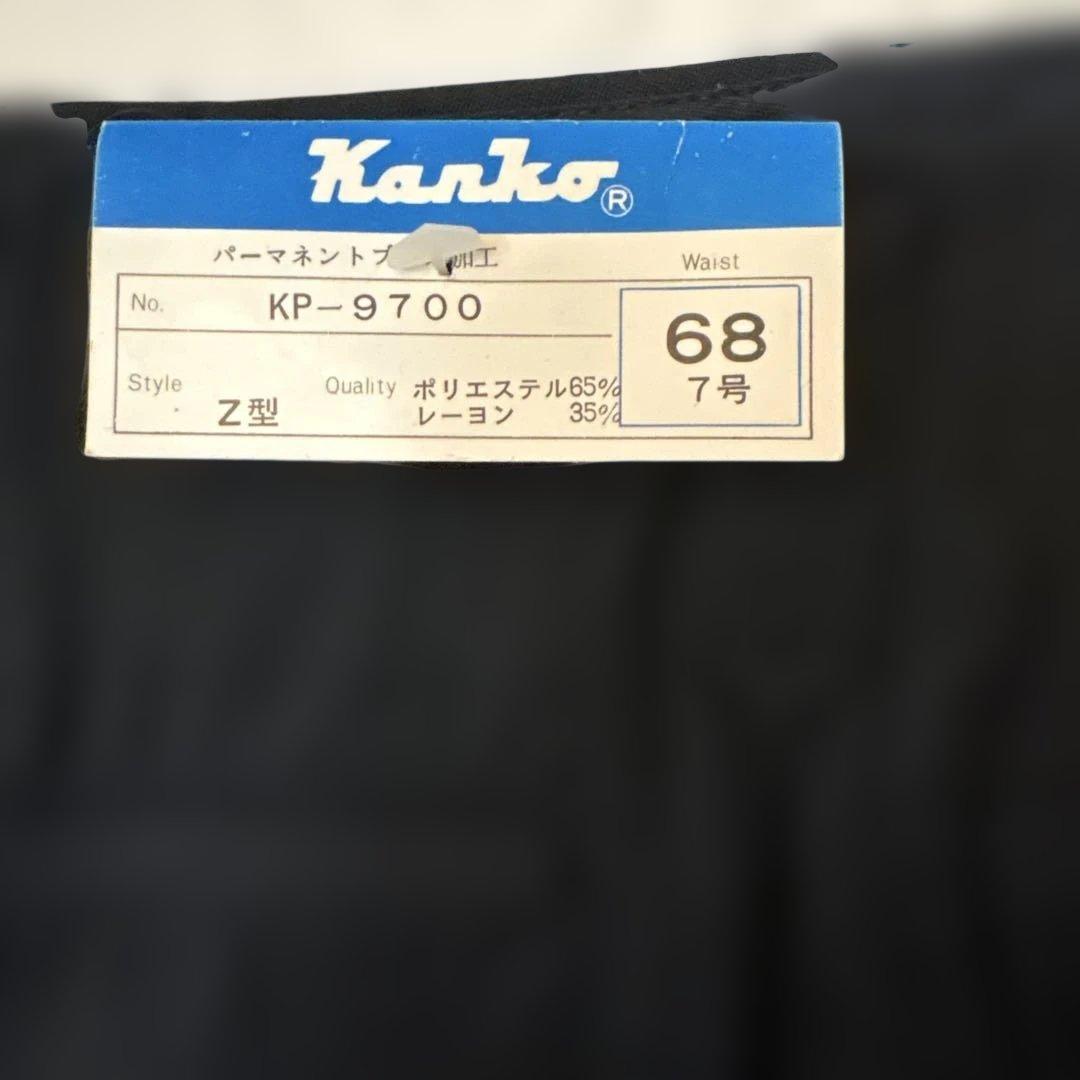 Kanko®
パーマネントプ 加工
Waist
No. KP-9700
68
7号
Style Z型
Quality ポリエステル65%
レーヨン 35%